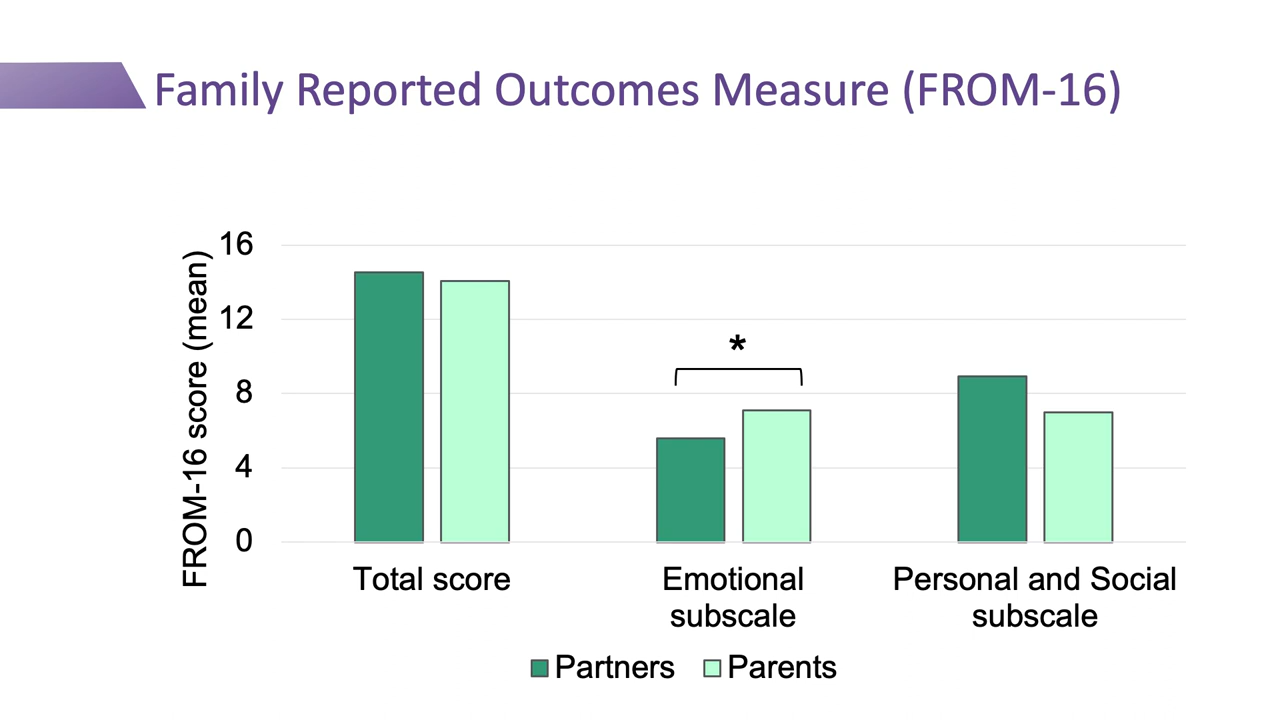 Family Reported Outcomes Measure (FROM-16)
FROM-16 score (mean)
16
12
8
4
0
*
Total score
Emotional
subscale
Personal and Social
subscale
Partners
Parents